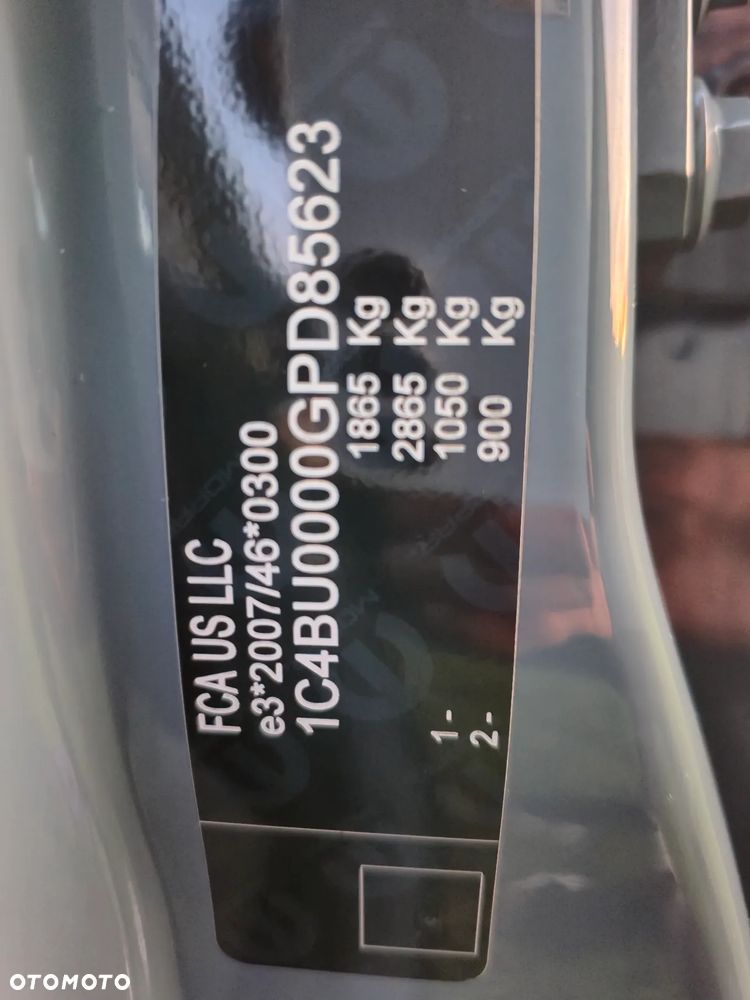 FCA US LLC
e3*2007/46*0300
1C4BU0000GPD85623
1865 Kg
2865 Kg
1- 1050 Kg
2- 900 Kg
MOPAR
OTOMOTO